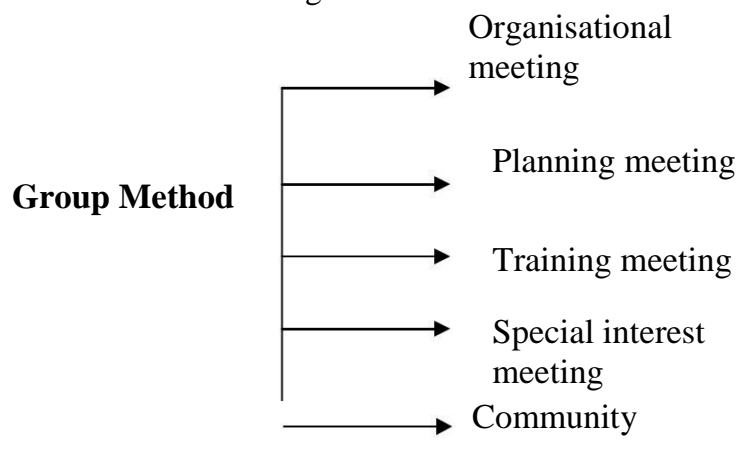 Organisational
meeting
Planning meeting
Group Method
Training meeting
Special interest
meeting
Community